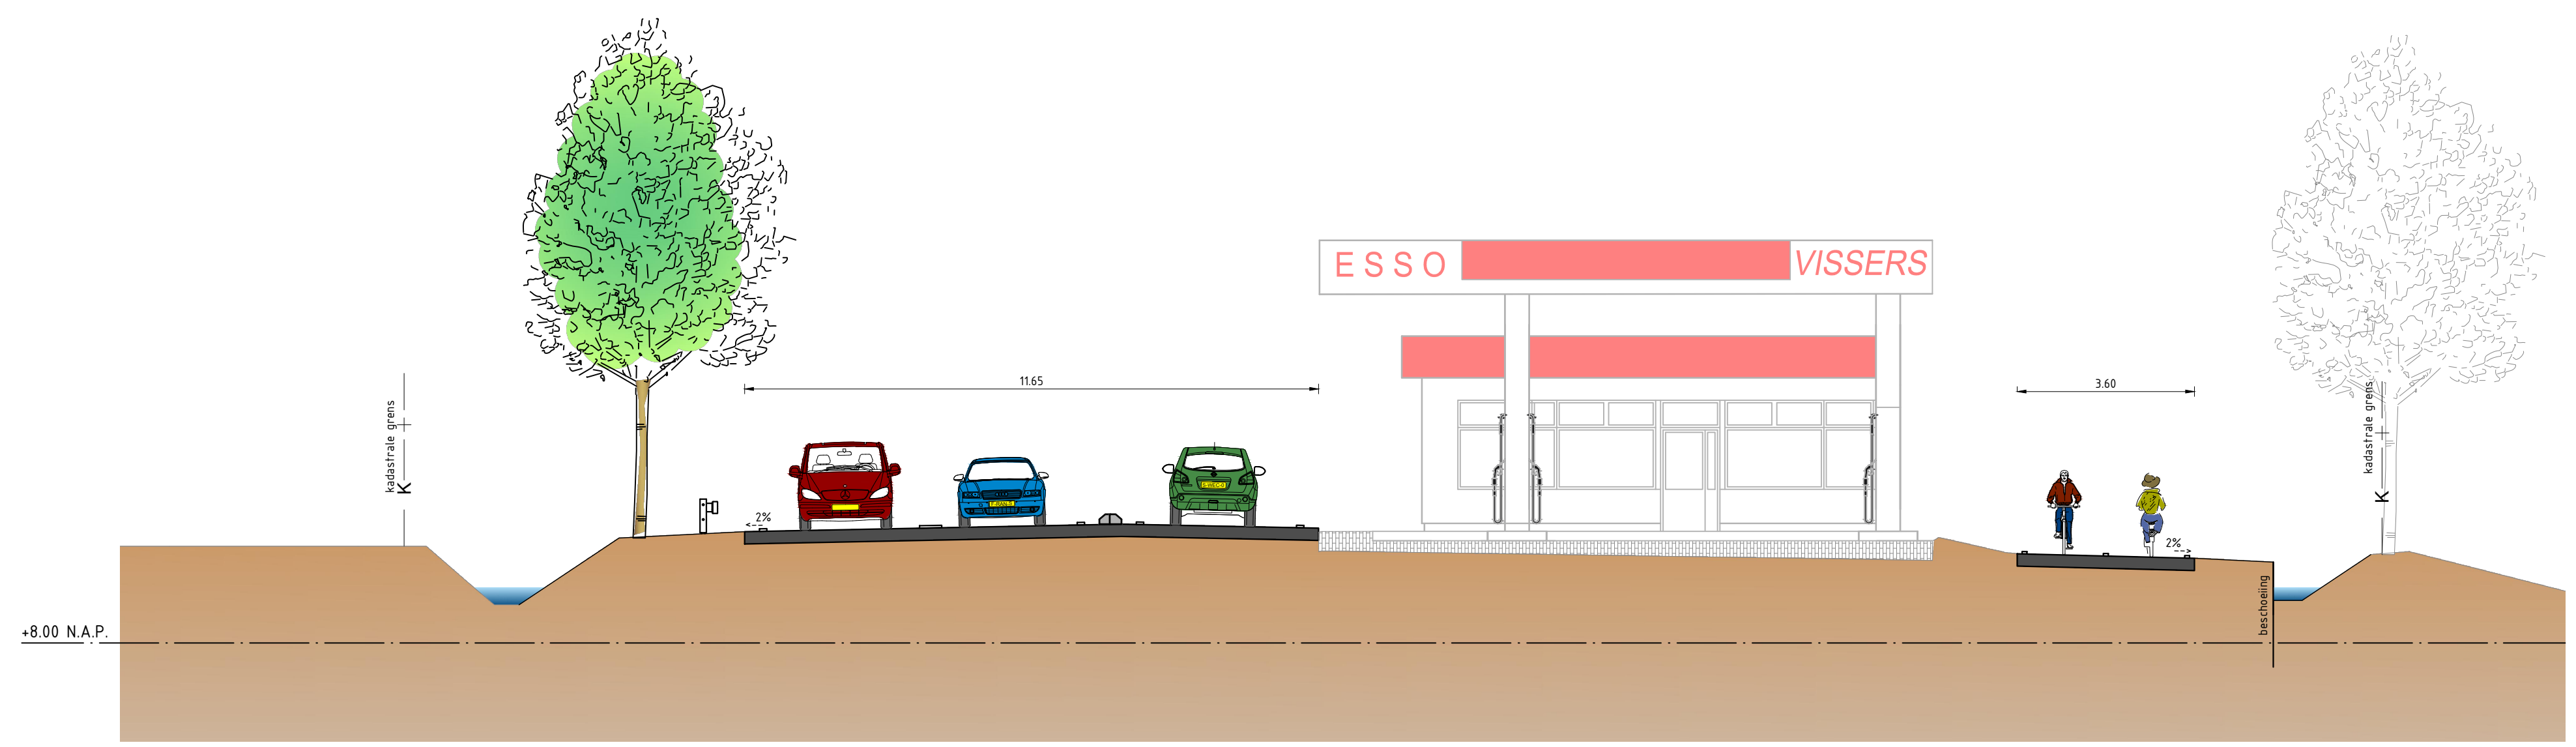 ESSO
VISSERS
11.65
3.60
kadastrale grens
K
kadastrale grens
K
2%
2%
+8.00 N.A.P.
beschoeiing